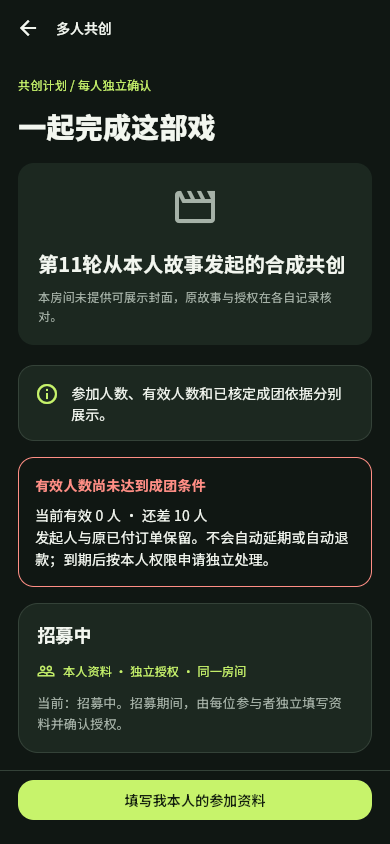 多人共创
共创计划 / 每人独立确认
一起完成这部戏
第11轮从本人故事发起的合成共创
本房间未提供可展示封面，原故事与授权在各自记录核
对。
参加人数、有效人数和已核定成团依据分别
展示。
有效人数尚未达到成团条件
当前有效 0 人 · 还差 10 人
发起人与原已付订单保留。不会自动延期或自动退
款；到期后按本人权限申请独立处理。
招募中
本人资料 · 独立授权 · 同一房间
当前：招募中。招募期间，由每位参与者独立填写资
料并确认授权。
填写我本人的参加资料